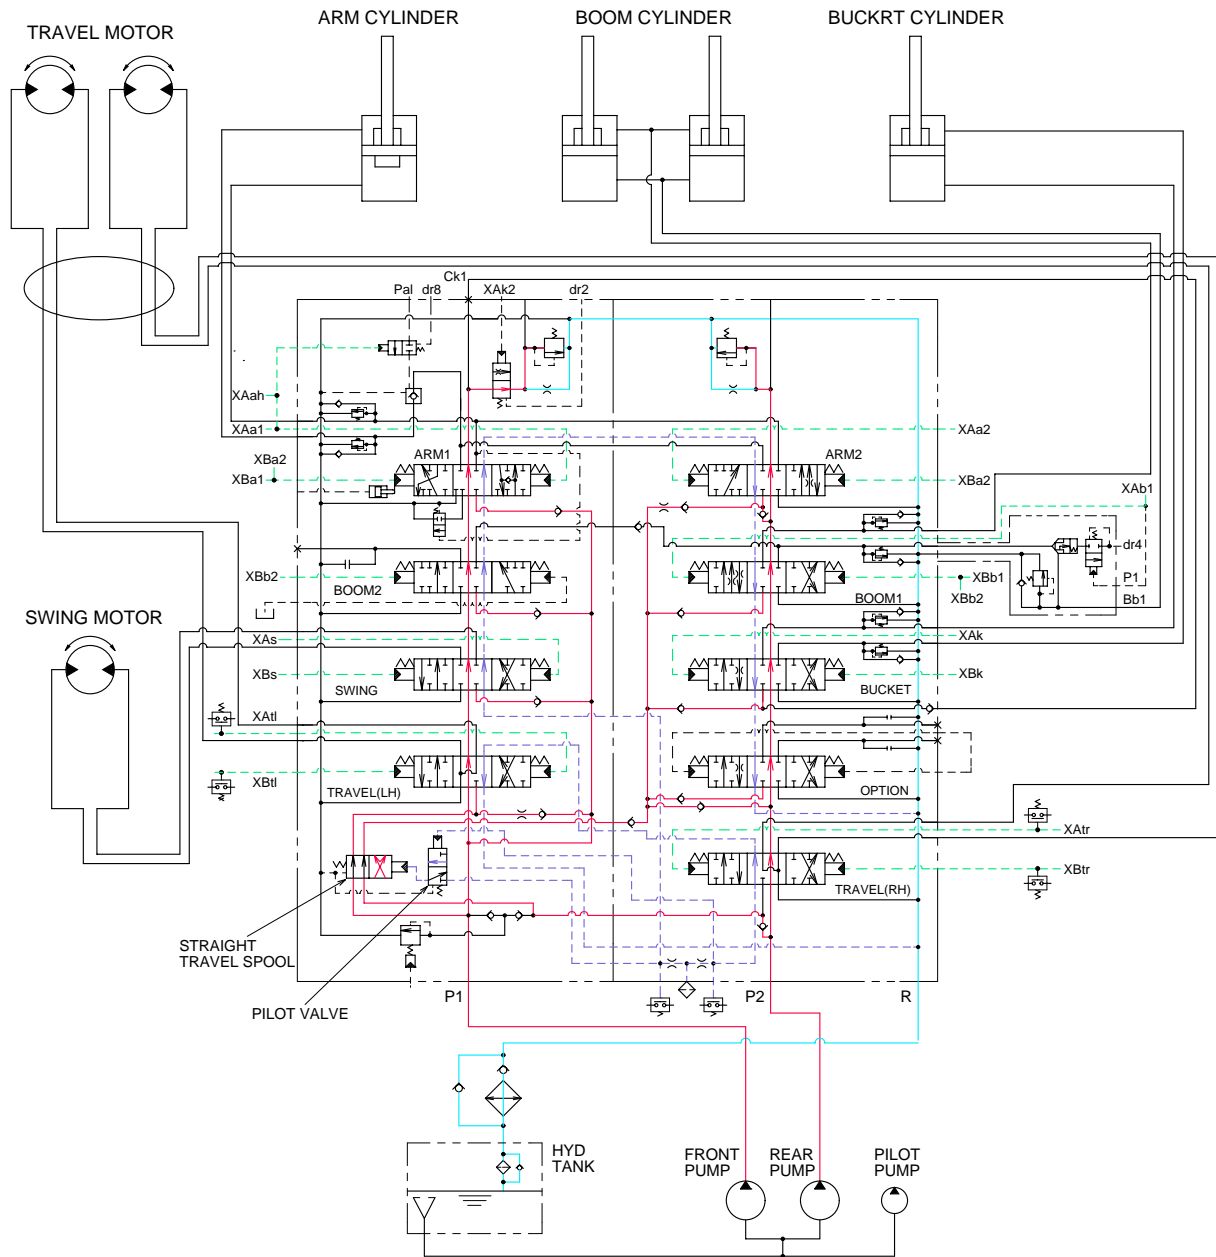 ARM CYLINDER
BOOM CYLINDER
BUCKRT CYLINDER
TRAVEL MOTOR
Ck1
Pal
dr8
XAk2
dr2
XAah
XAa1
XAa2
XBa2
XBa1
ARM1
ARM2
XBa2
XAb1
dr4
P1
Bb1
XBb2
BOOM2
BOOM1
XBb1
XBb2
SWING MOTOR
XAs
XAk
XBs
SWING
BUCKET
XBk
XAtl
XBtl
TRAVEL(LH)
OPTION
XAtr
XBtr
TRAVEL(RH)
STRAIGHT
TRAVEL SPOOL
PILOT VALVE
P1
P2
R
HYD
TANK
FRONT
PUMP
REAR
PUMP
PILOT
PUMP